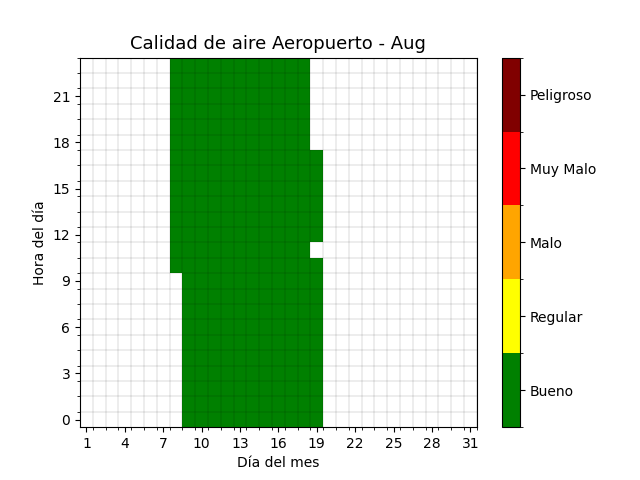 Calidad de aire Aeropuerto - Aug
Hora del día
21
18
15
12
9
6
3
0
1 4 7 10 13 16 19 22 25 28 31
Día del mes
Peligroso
Muy Malo
Malo
Regular
Bueno